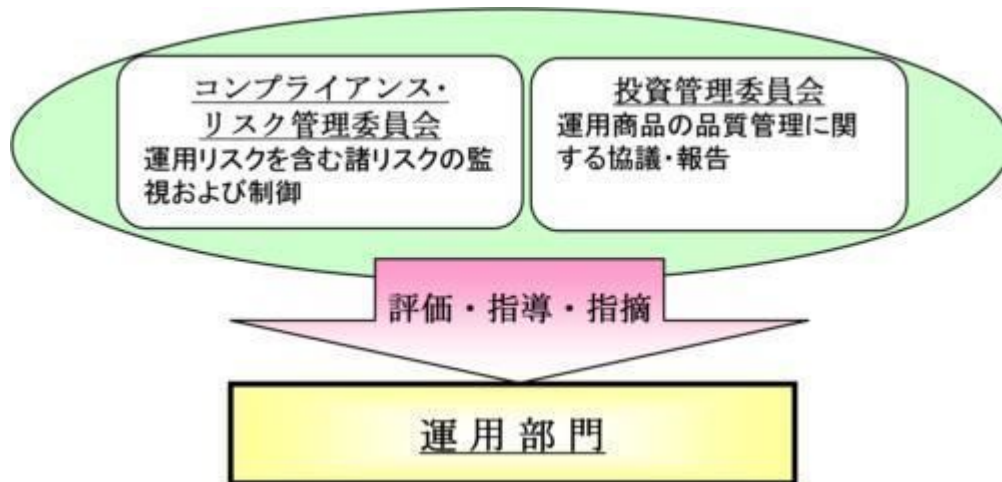 コンプライアンス・
リスク管理委員会
運用リスクを含む諸リスクの監
視および制御
投資管理委員会
運用商品の品質管理に関
する協議・報告
評価・指導・指摘
運用部門